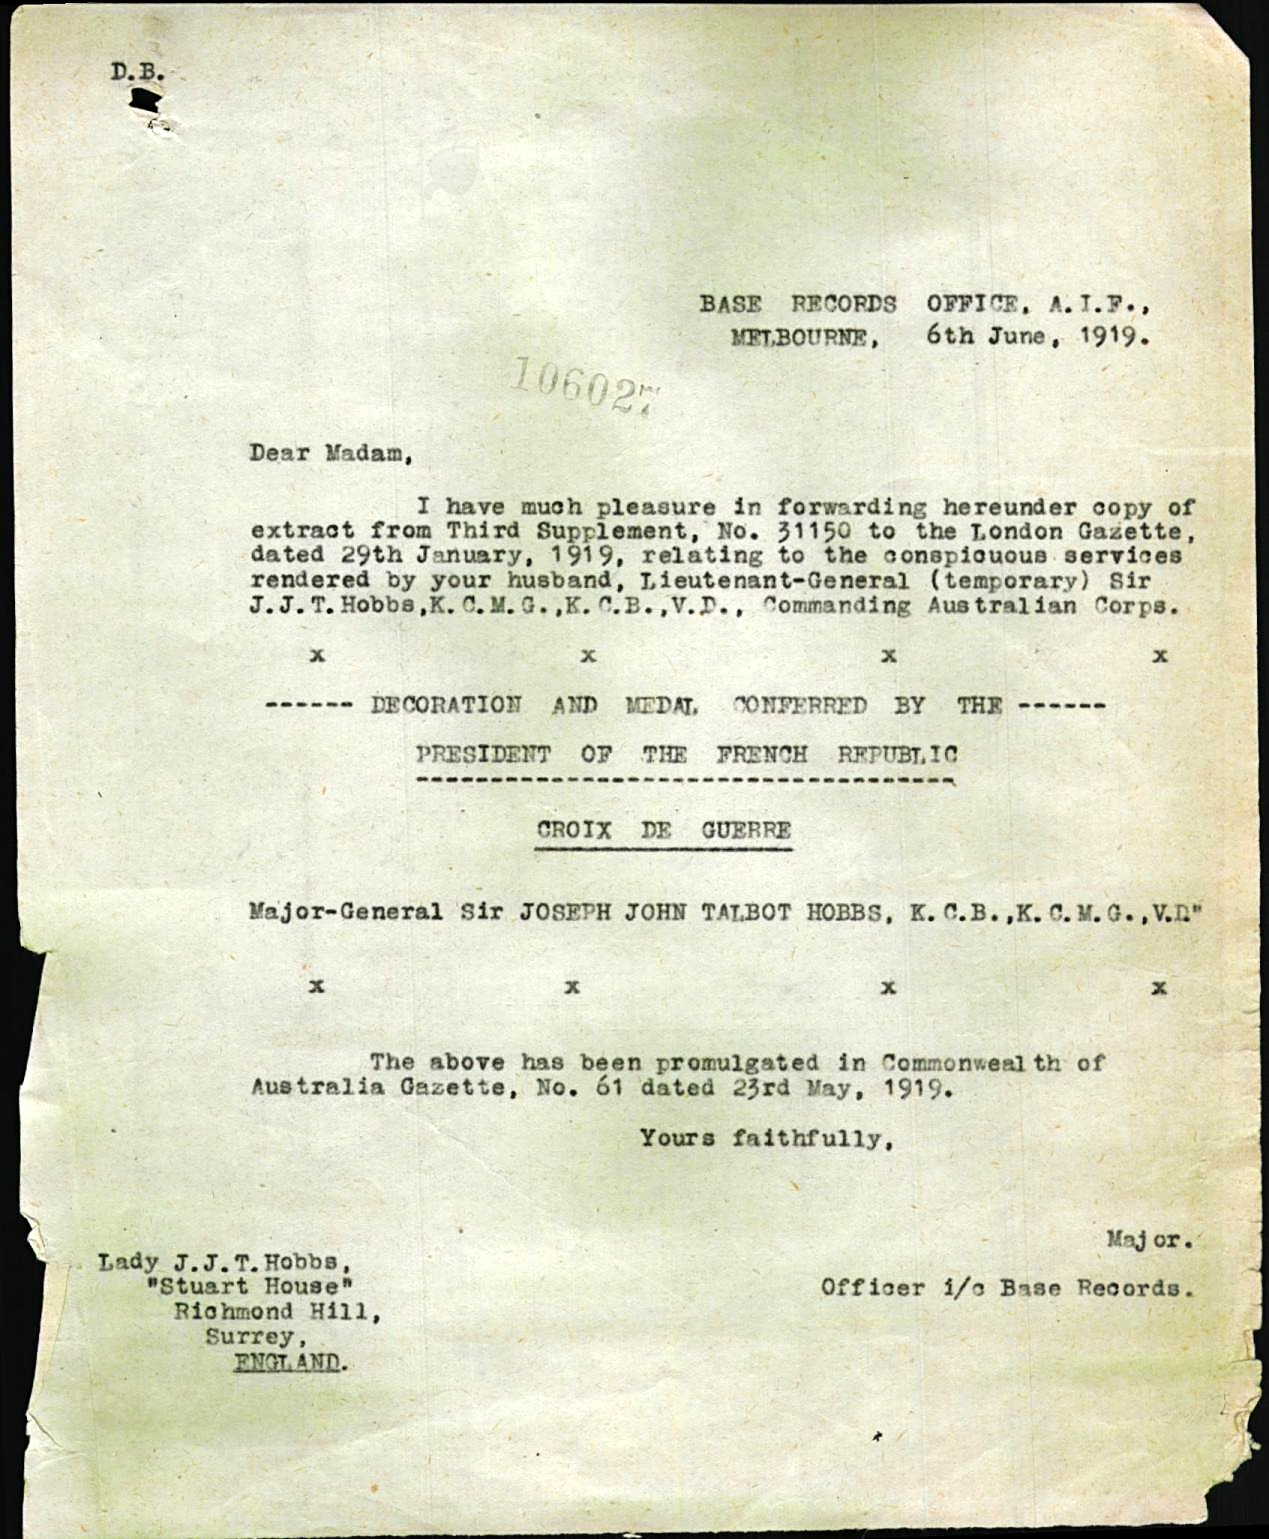 D.B.
BASE RECORDS OFFICE, A.I.F.,
MELBOURNE, 6th June, 1919.
106027
Dear Madam,
I have much pleasure in forwarding hereunder copy of
extract from Third Supplement, No. 31150 to the London Gazette,
dated 29th January, 1919, relating to the conspicuous services
rendered by your husband, Lieutenant-General (temporary) Sir
J.J.T.Hobbs,K.C.M.G.,K.C.B.,V.D., Commanding Australian Corps.
x x x x
------ DECORATION AND MEDAL CONFERRED BY THE ------
PRESIDENT OF THE FRENCH REPUBLIC
------------------------------------
CROIX DE GUERRE
Major-General Sir JOSEPH JOHN TALBOT HOBBS, K.C.B.,K.C.M.G.,V.D"
x x x x
The above has been promulgated in Commonwealth of
Australia Gazette, No. 61 dated 23rd May, 1919.
Yours faithfully,
Major.
Officer i/c Base Records.
Lady J.J.T.Hobbs,
"Stuart House"
Richmond Hill,
Surrey,
ENGLAND.